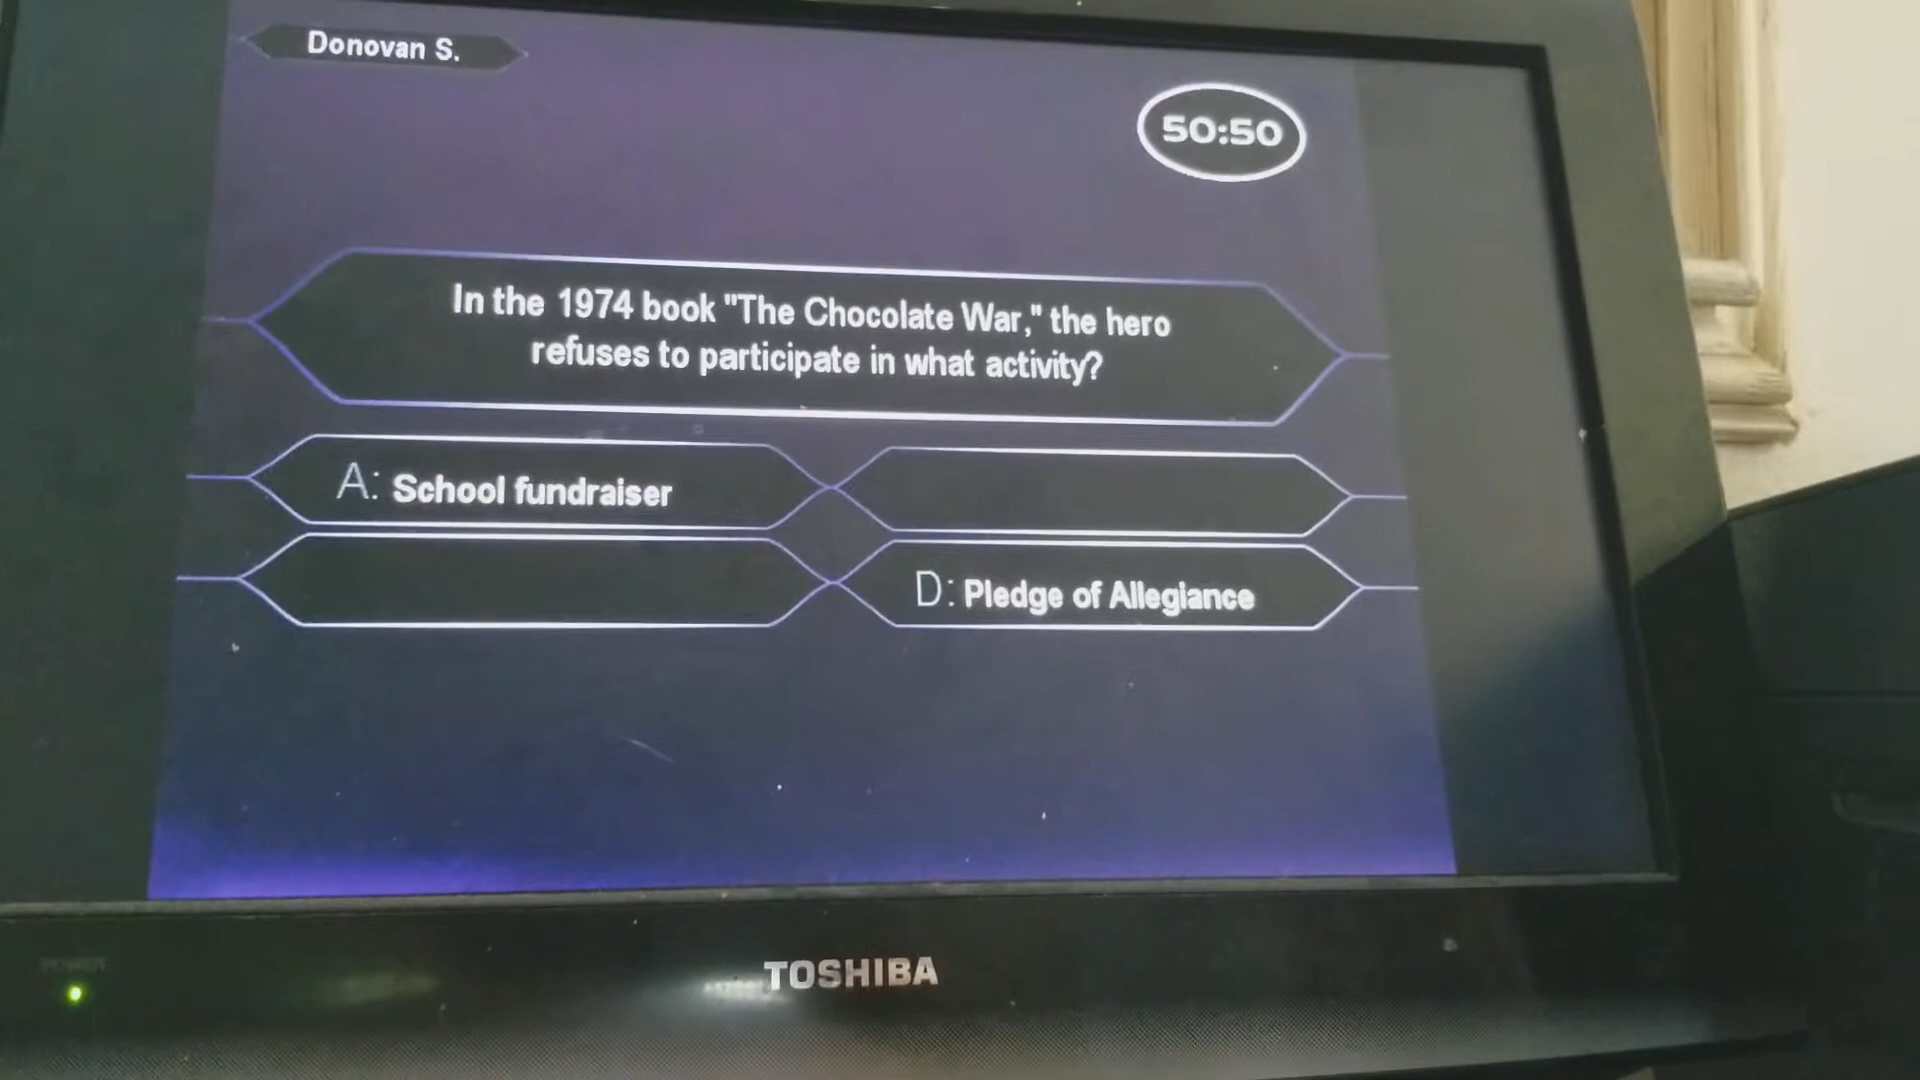 Donovan S.
50:50
In the 1974 book "The Chocolate War," the hero
refuses to participate in what activity?
A: School fundraiser
D: Pledge of Allegiance
POWER
TOSHIBA